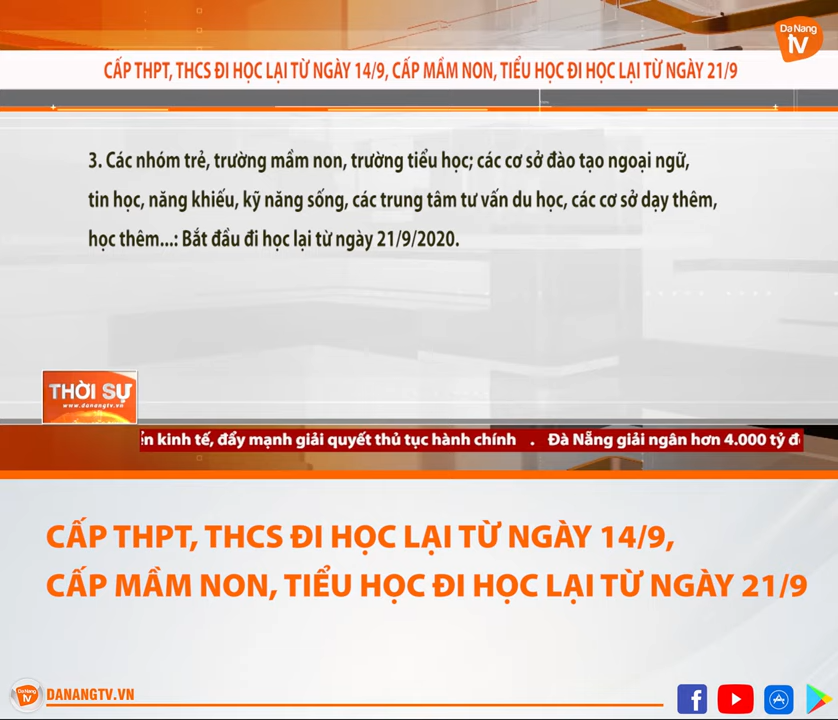 Da Nang
tv
CẤP THPT, THCS ĐI HỌC LẠI TỪ NGÀY 14/9, CẤP MẦM NON, TIỂU HỌC ĐI HỌC LẠI TỪ NGÀY 21/9
3. Các nhóm trẻ, trường mầm non, trường tiểu học; các cơ sở đào tạo ngoại ngữ,
tin học, năng khiếu, kỹ năng sống, các trung tâm tư vấn du học, các cơ sở dạy thêm,
học thêm...: Bắt đầu đi học lại từ ngày 21/9/2020.
THỜI SỰ
www.danangtv.vn
kinh tế, đẩy mạnh giải quyết thủ tục hành chính . Đà Nẵng giải ngân hơn 4.000 tỷ
CẤP THPT, THCS ĐI HỌC LẠI TỪ NGÀY 14/9,
CẤP MẦM NON, TIỂU HỌC ĐI HỌC LẠI TỪ NGÀY 21/9
Da Nang
tv
DANANGTV.VN